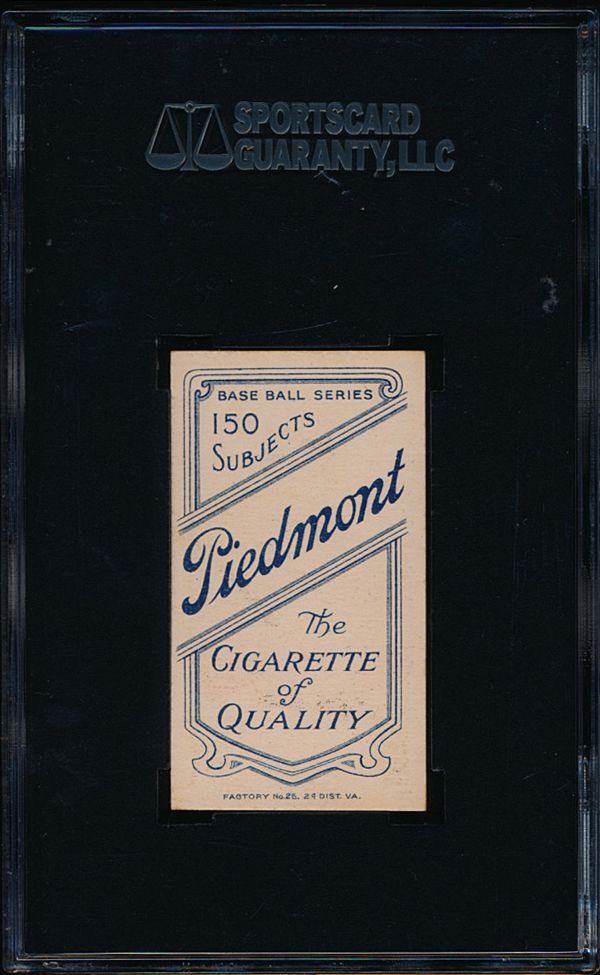 SPORTSCARD
GUARANTY, LLC
BASE BALL SERIES
150
SUBJECTS
Piedmont
The
CIGARETTE
of
QUALITY
FACTORY No. 25. 2d DIST. VA.